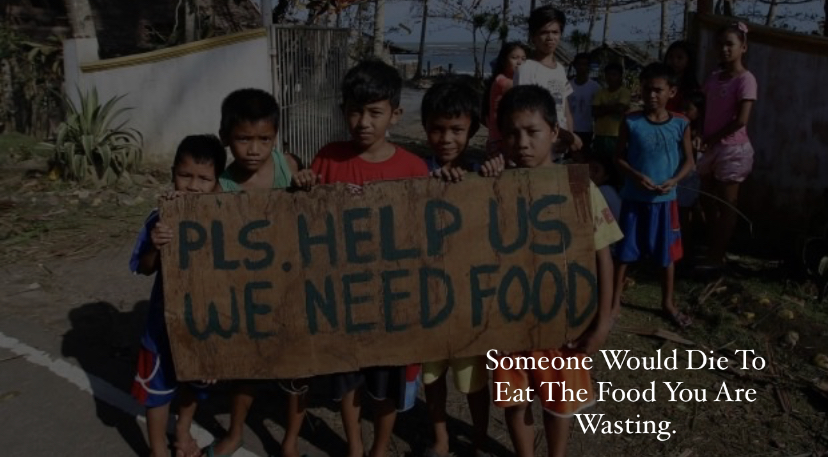 PLS. HELP US
WE NEED FOOD
Someone Would Die To
Eat The Food You Are
Wasting.